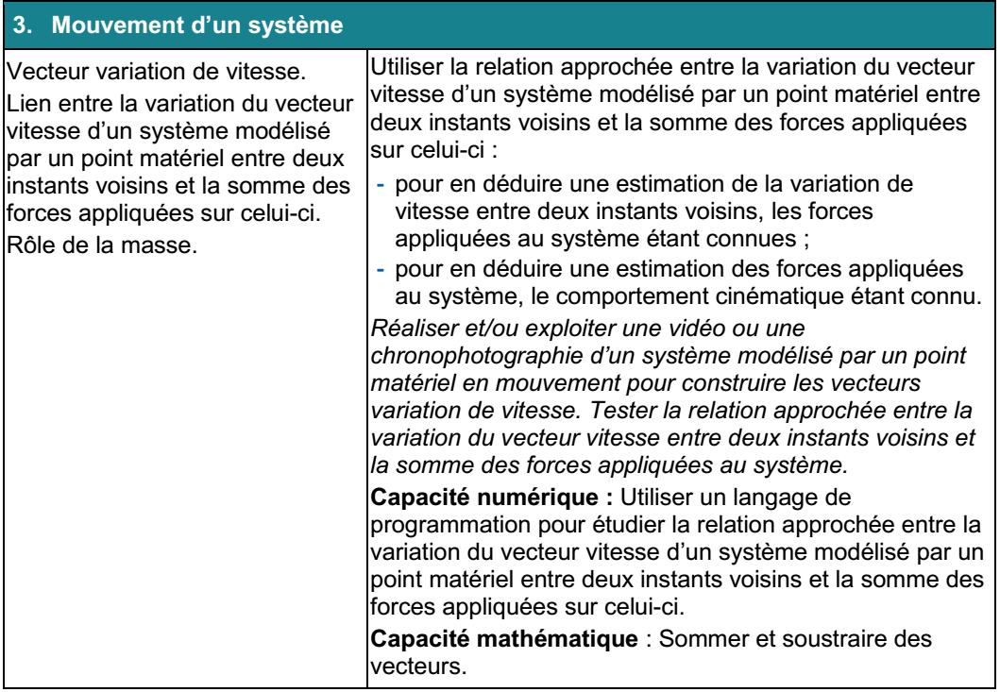 3. Mouvement d’un système
Vecteur variation de vitesse.
Lien entre la variation du vecteur
vitesse d’un système modélisé
par un point matériel entre deux
instants voisins et la somme des
forces appliquées sur celui-ci.
Rôle de la masse.
Utiliser la relation approchée entre la variation du vecteur
vitesse d’un système modélisé par un point matériel entre
deux instants voisins et la somme des forces appliquées
sur celui-ci :
- pour en déduire une estimation de la variation de
vitesse entre deux instants voisins, les forces
appliquées au système étant connues ;
- pour en déduire une estimation des forces appliquées
au système, le comportement cinématique étant connu.
Réaliser et/ou exploiter une vidéo ou une
chronophotographie d’un système modélisé par un point
matériel en mouvement pour construire les vecteurs
variation de vitesse. Tester la relation approchée entre la
variation du vecteur vitesse entre deux instants voisins et
la somme des forces appliquées au système.
Capacité numérique : Utiliser un langage de
programmation pour étudier la relation approchée entre la
variation du vecteur vitesse d’un système modélisé par un
point matériel entre deux instants voisins et la somme des
forces appliquées sur celui-ci.
Capacité mathématique : Sommer et soustraire des
vecteurs.